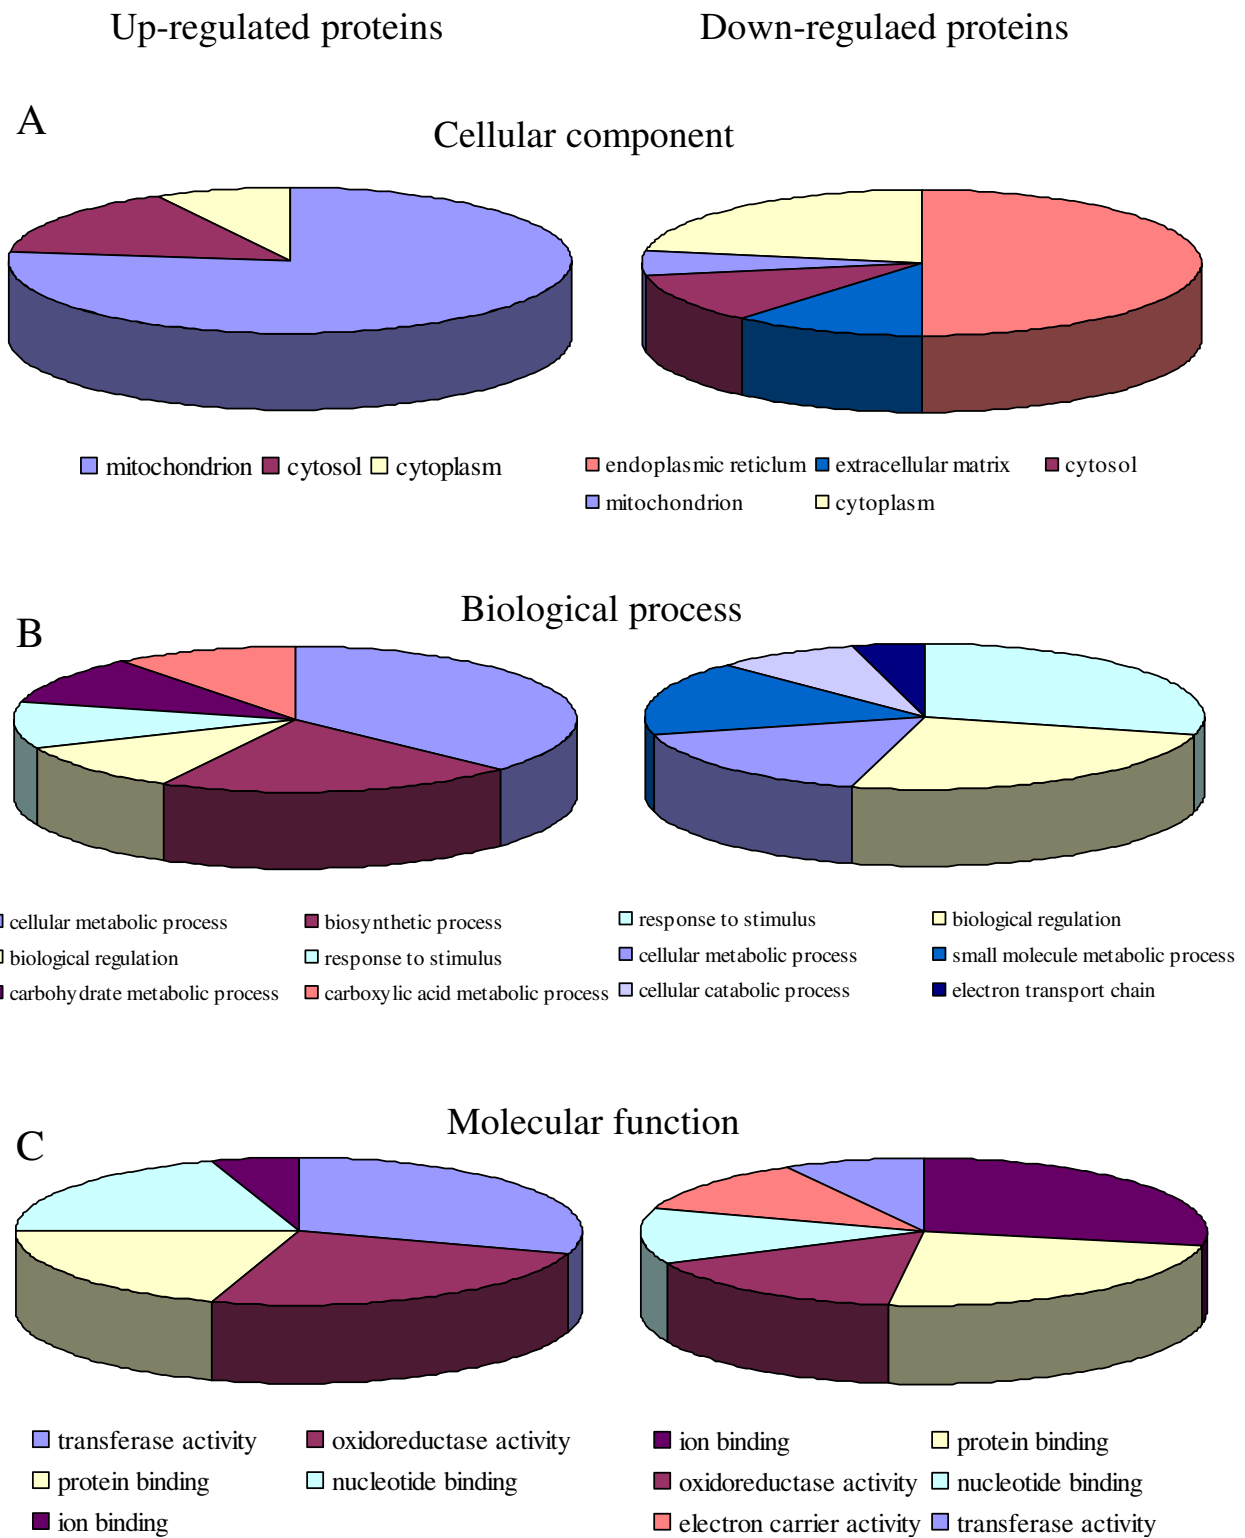 Up-regulated proteins Down-regulaed proteins
A
Cellular component
mitochondrion cytosol cytoplasm
endoplasmic reticlum extracellular matrix cytosol
mitochondrion cytoplasm
Biological process
B
cellular metabolic process biosynthetic process
biological regulation response to stimulus
carbohydrate metabolic process carboxylic acid metabolic process
response to stimulus biological regulation
cellular metabolic process small molecule metabolic process
cellular catabolic process electron transport chain
Molecular function
C
transferase activity oxidoreductase activity
protein binding nucleotide binding
ion binding
ion binding protein binding
oxidoreductase activity nucleotide binding
electron carrier activity transferase activity